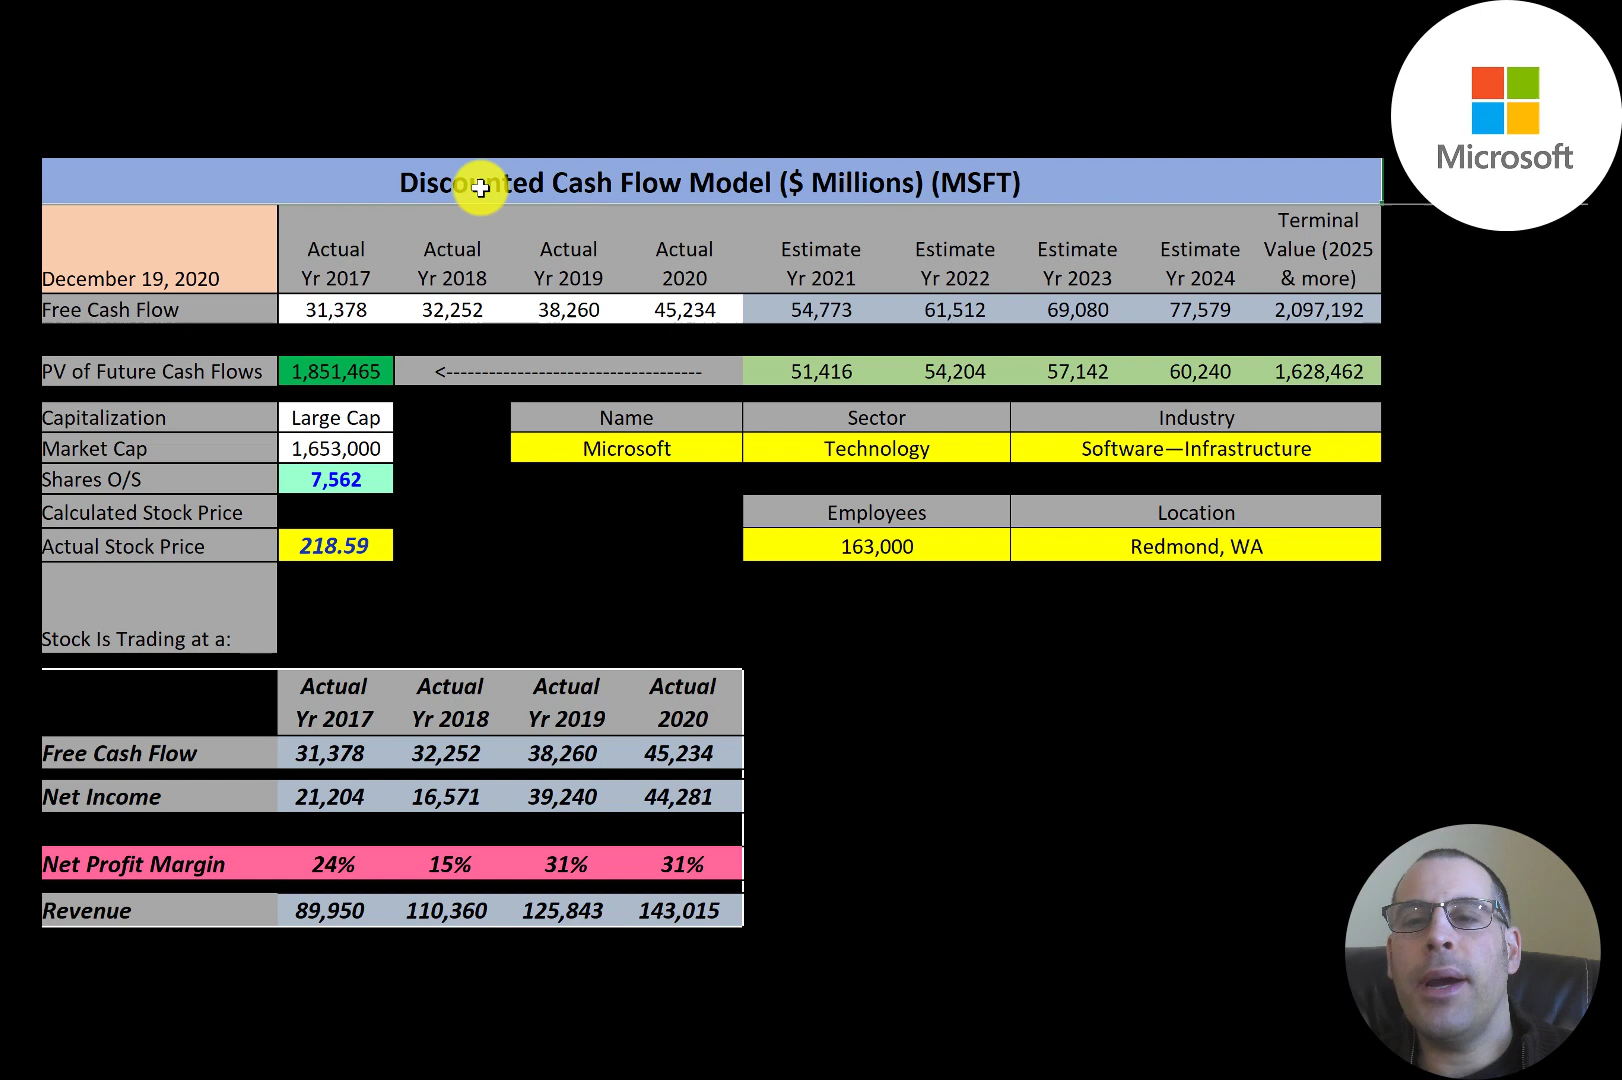 Microsoft
Discounted Cash Flow Model ($ Millions) (MSFT)
December 19, 2020 Actual Yr 2017 Actual Yr 2018 Actual Yr 2019 Actual 2020 Estimate Yr 2021 Estimate Yr 2022 Estimate Yr 2023 Estimate Yr 2024 Terminal Value (2025 & more)
Free Cash Flow 31,378 32,252 38,260 45,234 54,773 61,512 69,080 77,579 2,097,192
PV of Future Cash Flows 1,851,465 <------------------------------------ 51,416 54,204 57,142 60,240 1,628,462
Capitalization Large Cap Name Sector Industry
Market Cap 1,653,000 Microsoft Technology Software—Infrastructure
Shares O/S 7,562
Calculated Stock Price Employees Location
Actual Stock Price 218.59 163,000 Redmond, WA
Stock Is Trading at a:
Actual Yr 2017 Actual Yr 2018 Actual Yr 2019 Actual 2020
Free Cash Flow 31,378 32,252 38,260 45,234
Net Income 21,204 16,571 39,240 44,281
Net Profit Margin 24% 15% 31% 31%
Revenue 89,950 110,360 125,843 143,015